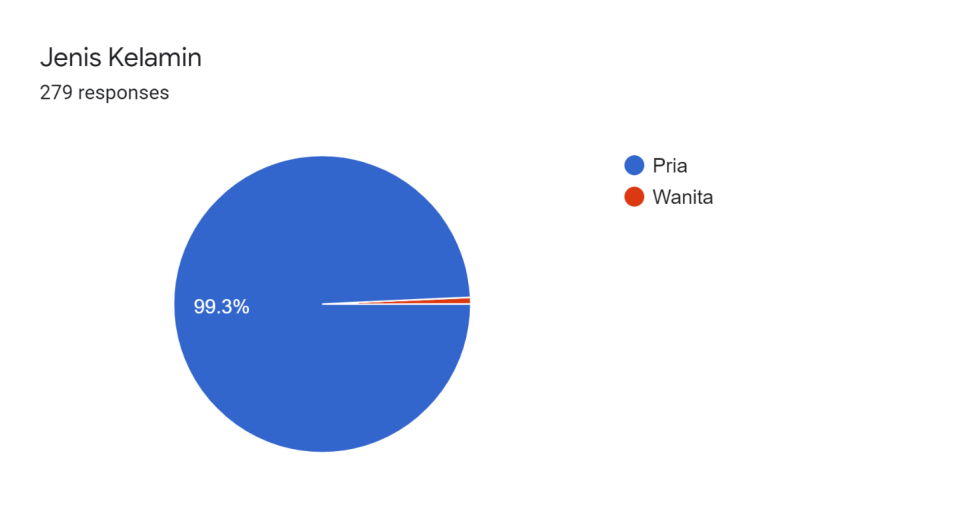 Jenis Kelamin
279 responses
Pria
Wanita
99.3%